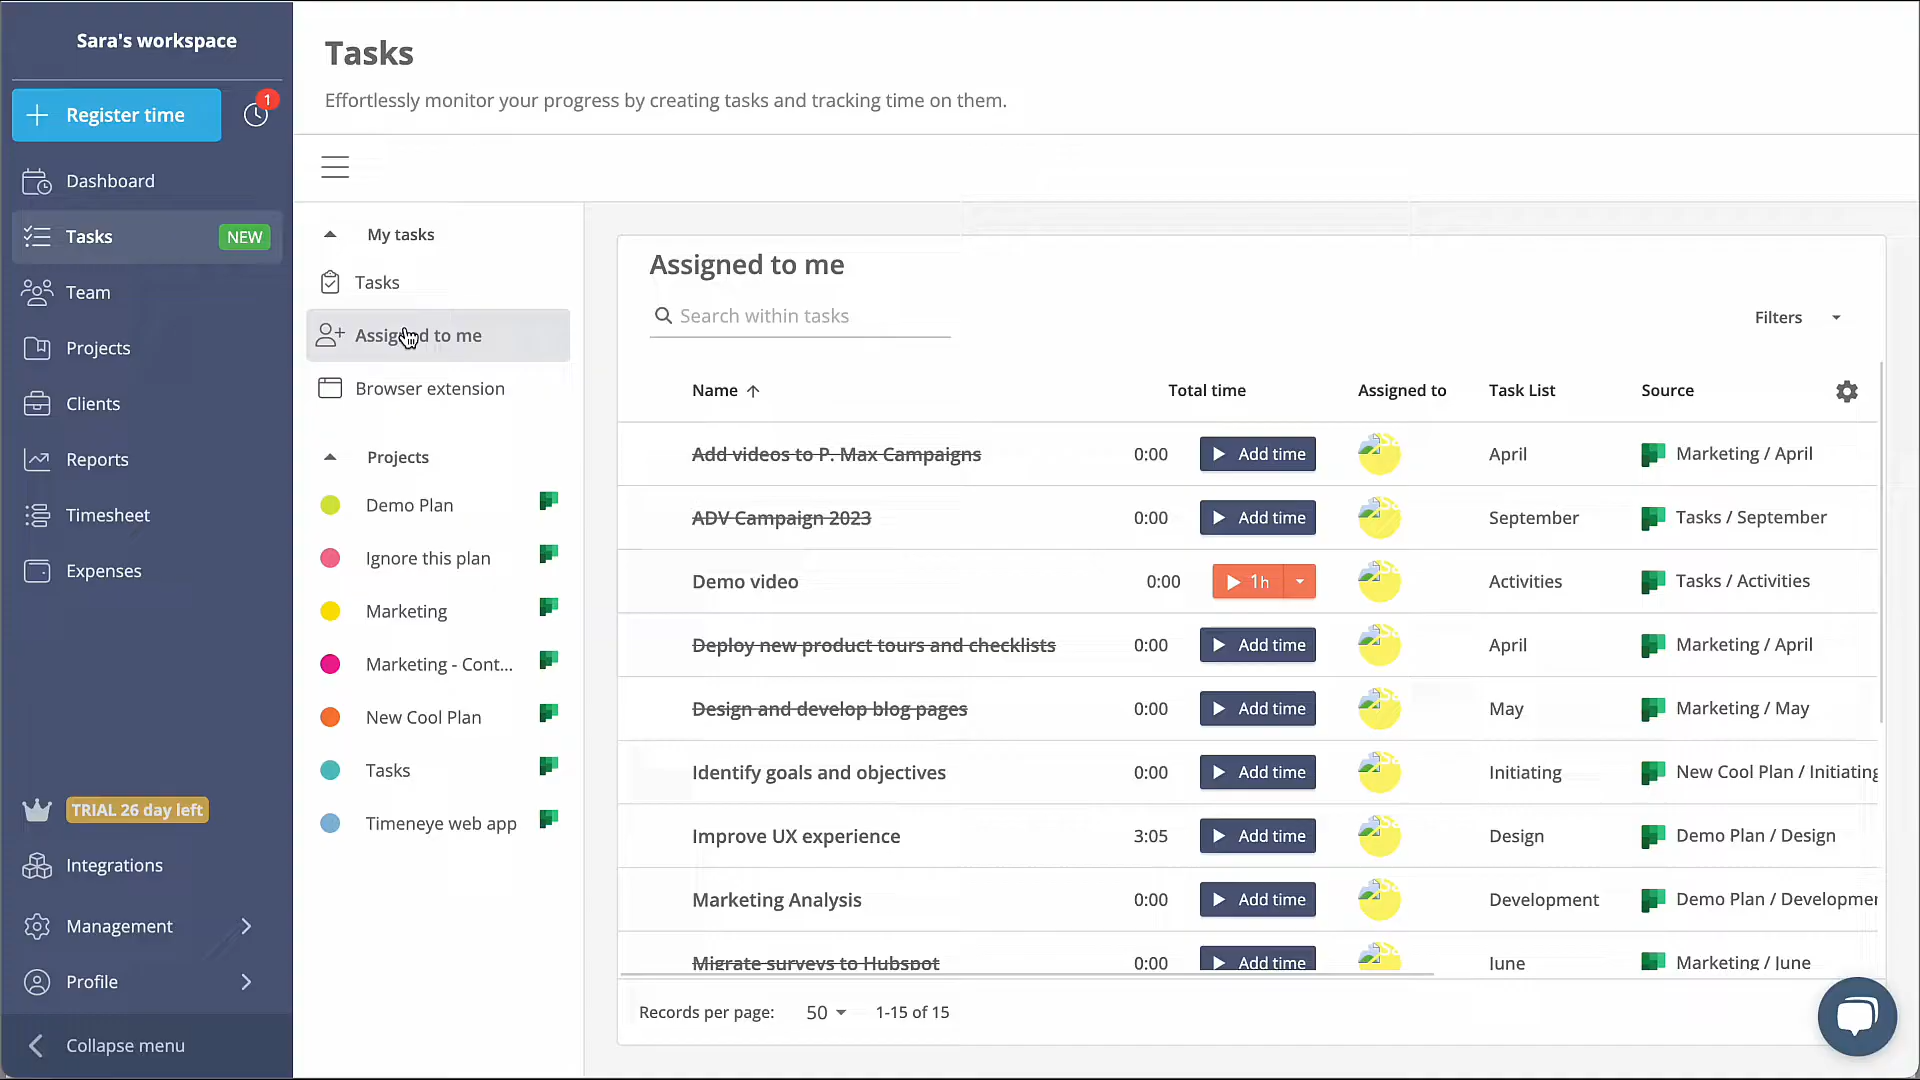 Sara's workspace
Register time
1
Dashboard
Tasks
NEW
Team
Projects
Clients
Reports
Timesheet
Expenses
TRIAL 26 day left
Integrations
Management
Profile
Collapse menu
Tasks
Effortlessly monitor your progress by creating tasks and tracking time on them.
My tasks
Tasks
Assigned to me
Browser extension
Projects
Demo Plan
Ignore this plan
Marketing
Marketing - Cont...
New Cool Plan
Tasks
Timeneye web app
Assigned to me
Search within tasks
Filters
Name Total time Assigned to Task List Source
Add videos to P. Max Campaigns 0:00 Add time April Marketing / April
ADV Campaign 2023 0:00 Add time September Tasks / September
Demo video 0:00 1h Activities Tasks / Activities
Deploy new product tours and checklists 0:00 Add time April Marketing / April
Design and develop blog pages 0:00 Add time May Marketing / May
Identify goals and objectives 0:00 Add time Initiating New Cool Plan / Initiating
Improve UX experience 3:05 Add time Design Demo Plan / Design
Marketing Analysis 0:00 Add time Development Demo Plan / Developmen
Migrate surveys to Hubspot 0:00 Add time June Marketing / June
Records per page: 50 1-15 of 15